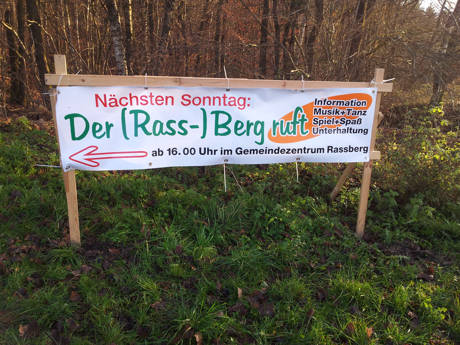 Nächsten Sonntag:
Der (Rass-)Berg ruft
Information
Musik+Tanz
Spiel+Spaß
Unterhaltung
ab 16.00 Uhr im Gemeindezentrum Rassberg